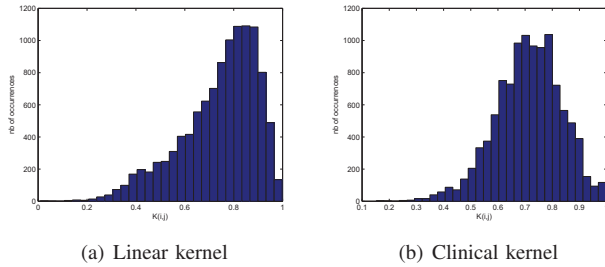 1200
1000
800
600
400
200
0
nb of occurrences
0 0.2 0.4 0.6 0.8 1
K(i,j)
(a) Linear kernel
1200
1000
800
600
400
200
0
nb of occurrences
0.1 0.2 0.3 0.4 0.5 0.6 0.7 0.8 0.9
K(i,j)
(b) Clinical kernel